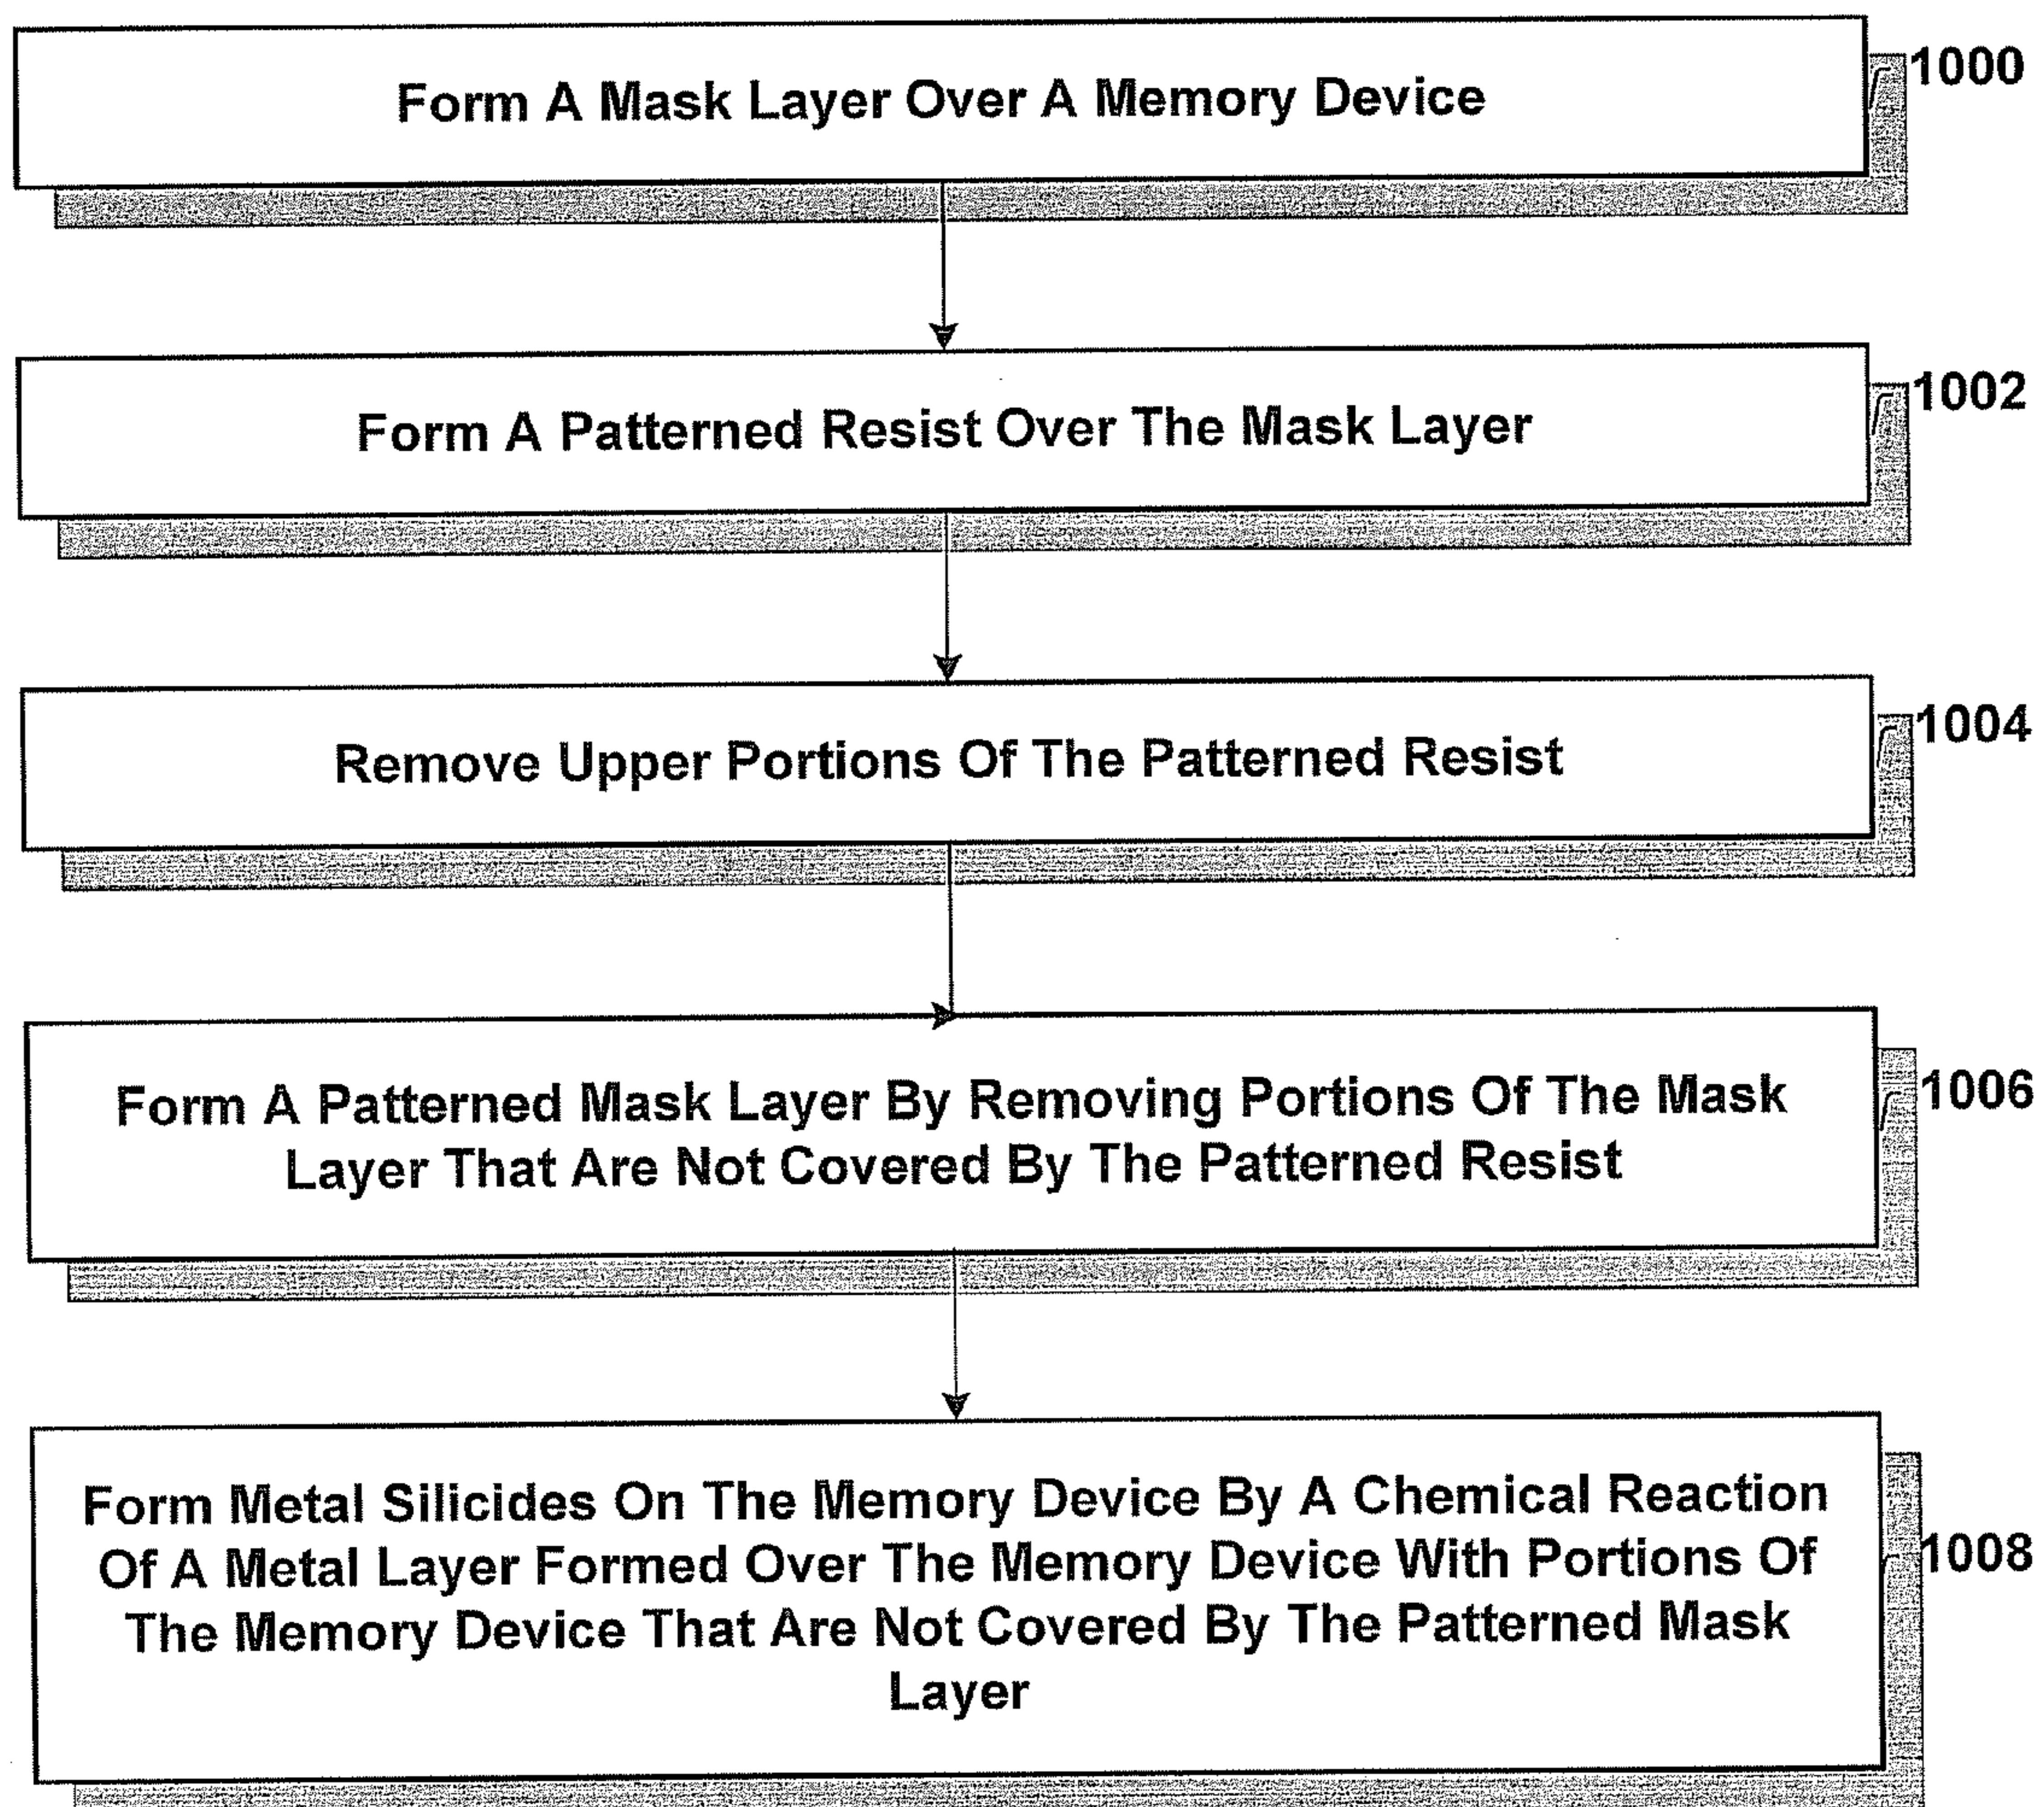 Form A Mask Layer Over A Memory Device
1000
Form A Patterned Resist Over The Mask Layer
1002
Remove Upper Portions Of The Patterned Resist
1004
Form A Patterned Mask Layer By Removing Portions Of The Mask
Layer That Are Not Covered By The Patterned Resist
1006
Form Metal Silicides On The Memory Device By A Chemical Reaction
Of A Metal Layer Formed Over The Memory Device With Portions Of
The Memory Device That Are Not Covered By The Patterned Mask
Layer
1008